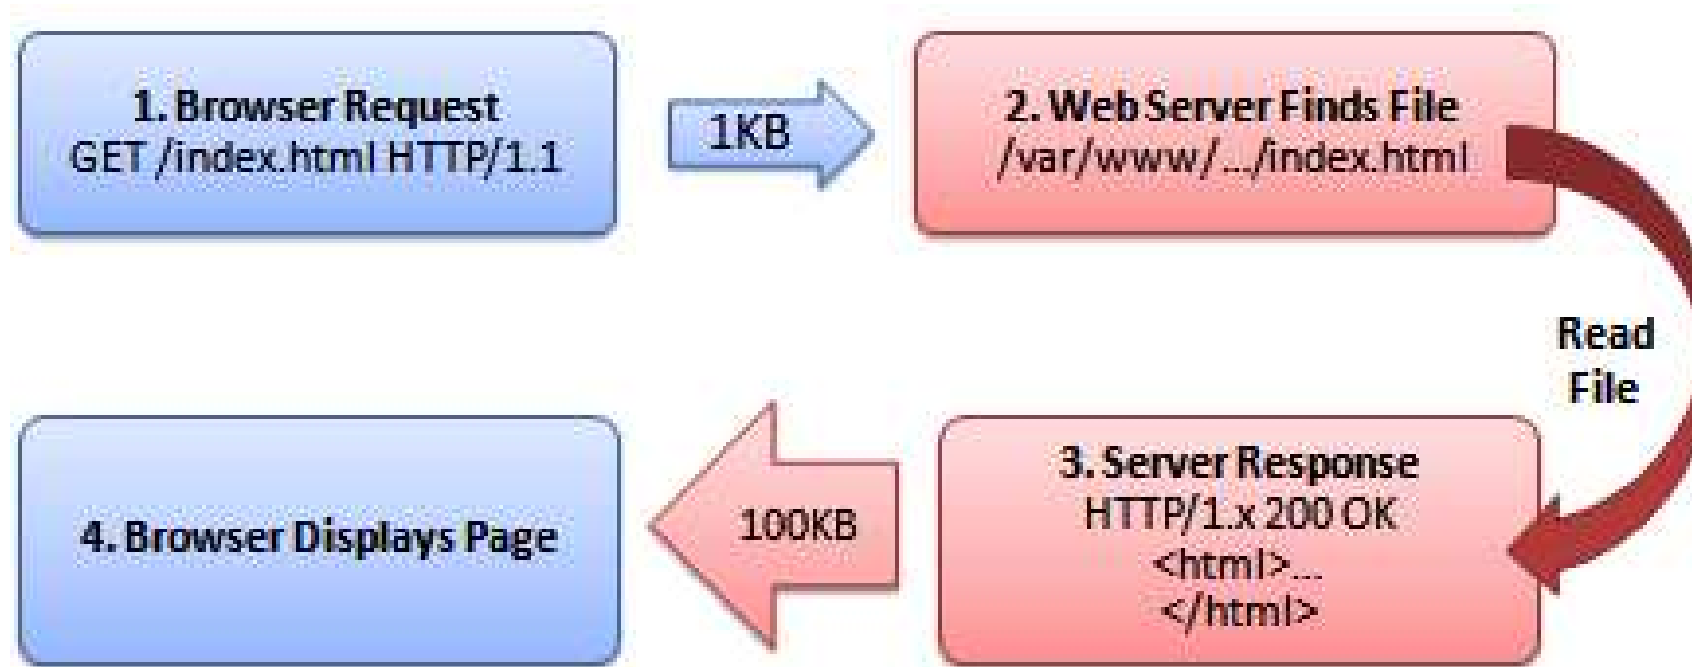 1. Browser Request
GET /index.html HTTP/1.1
1KB
2. Web Server Finds File
/var/www/.../index.html
Read
File
3. Server Response
HTTP/1.x 200 OK
<html>...
</html>
100KB
4. Browser Displays Page